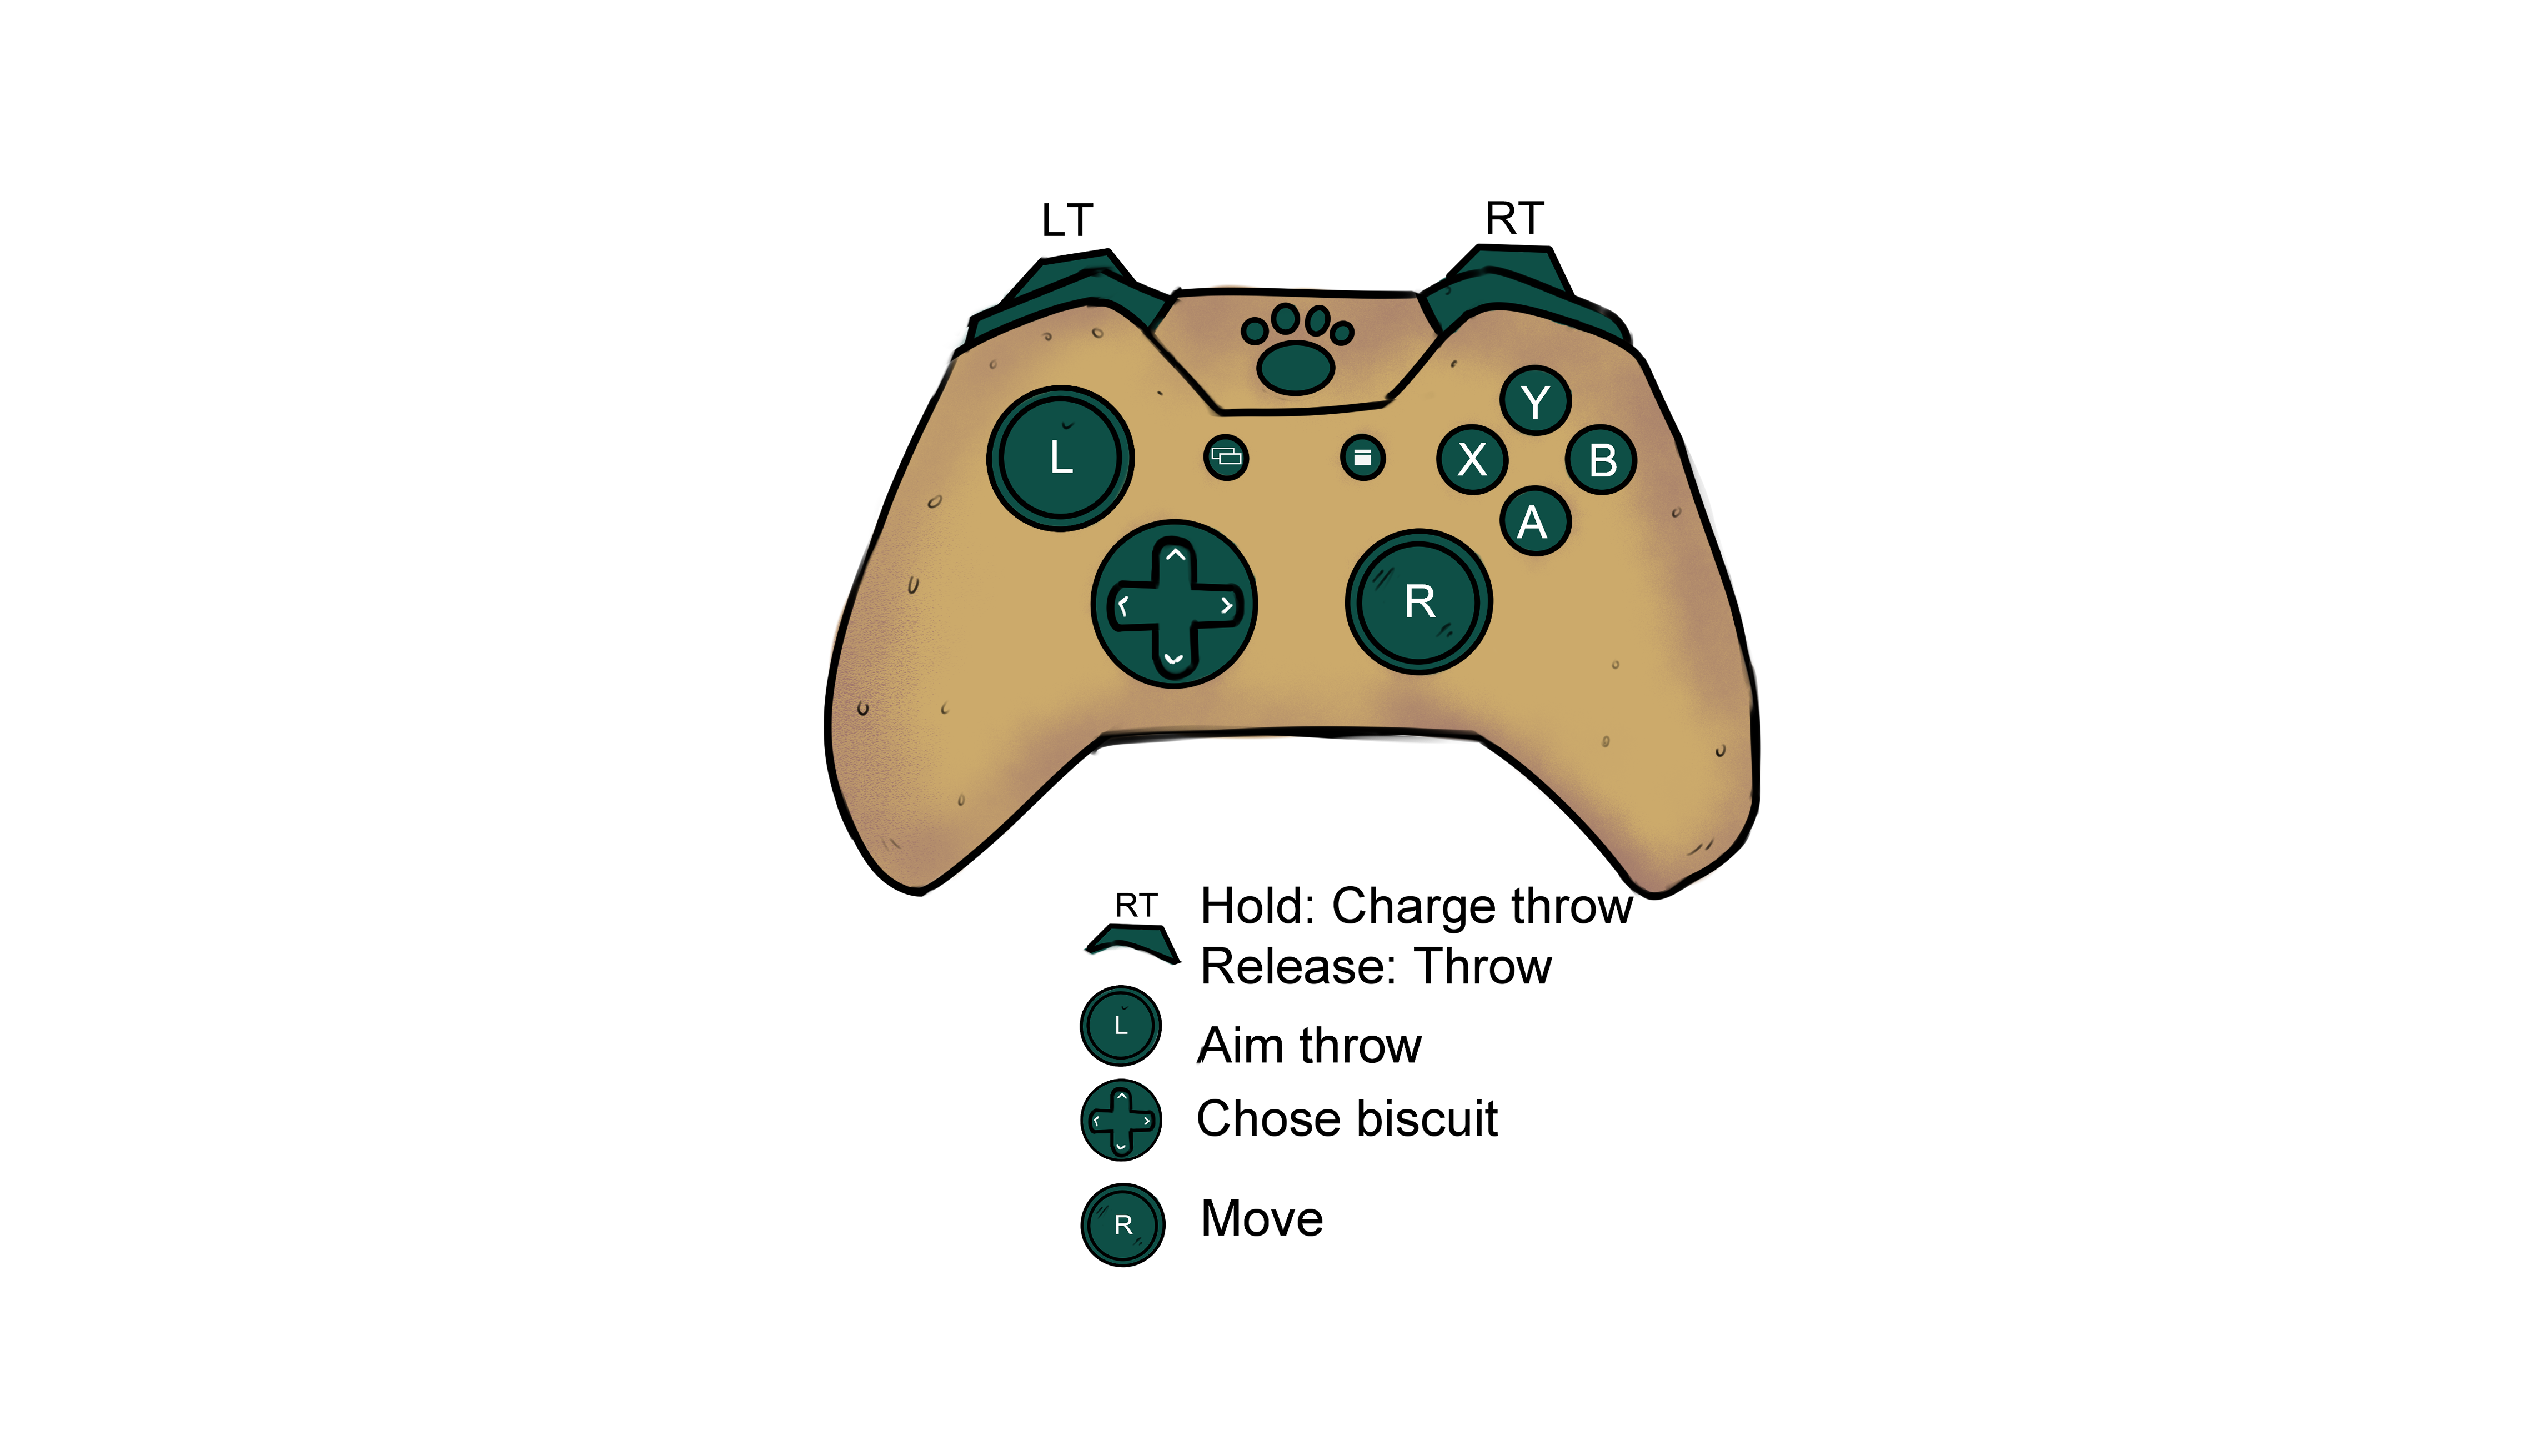 LT
RT
Y
L
X
B
A
R
RT
Hold: Charge throw
Release: Throw
L
Aim throw
Chose biscuit
R
Move